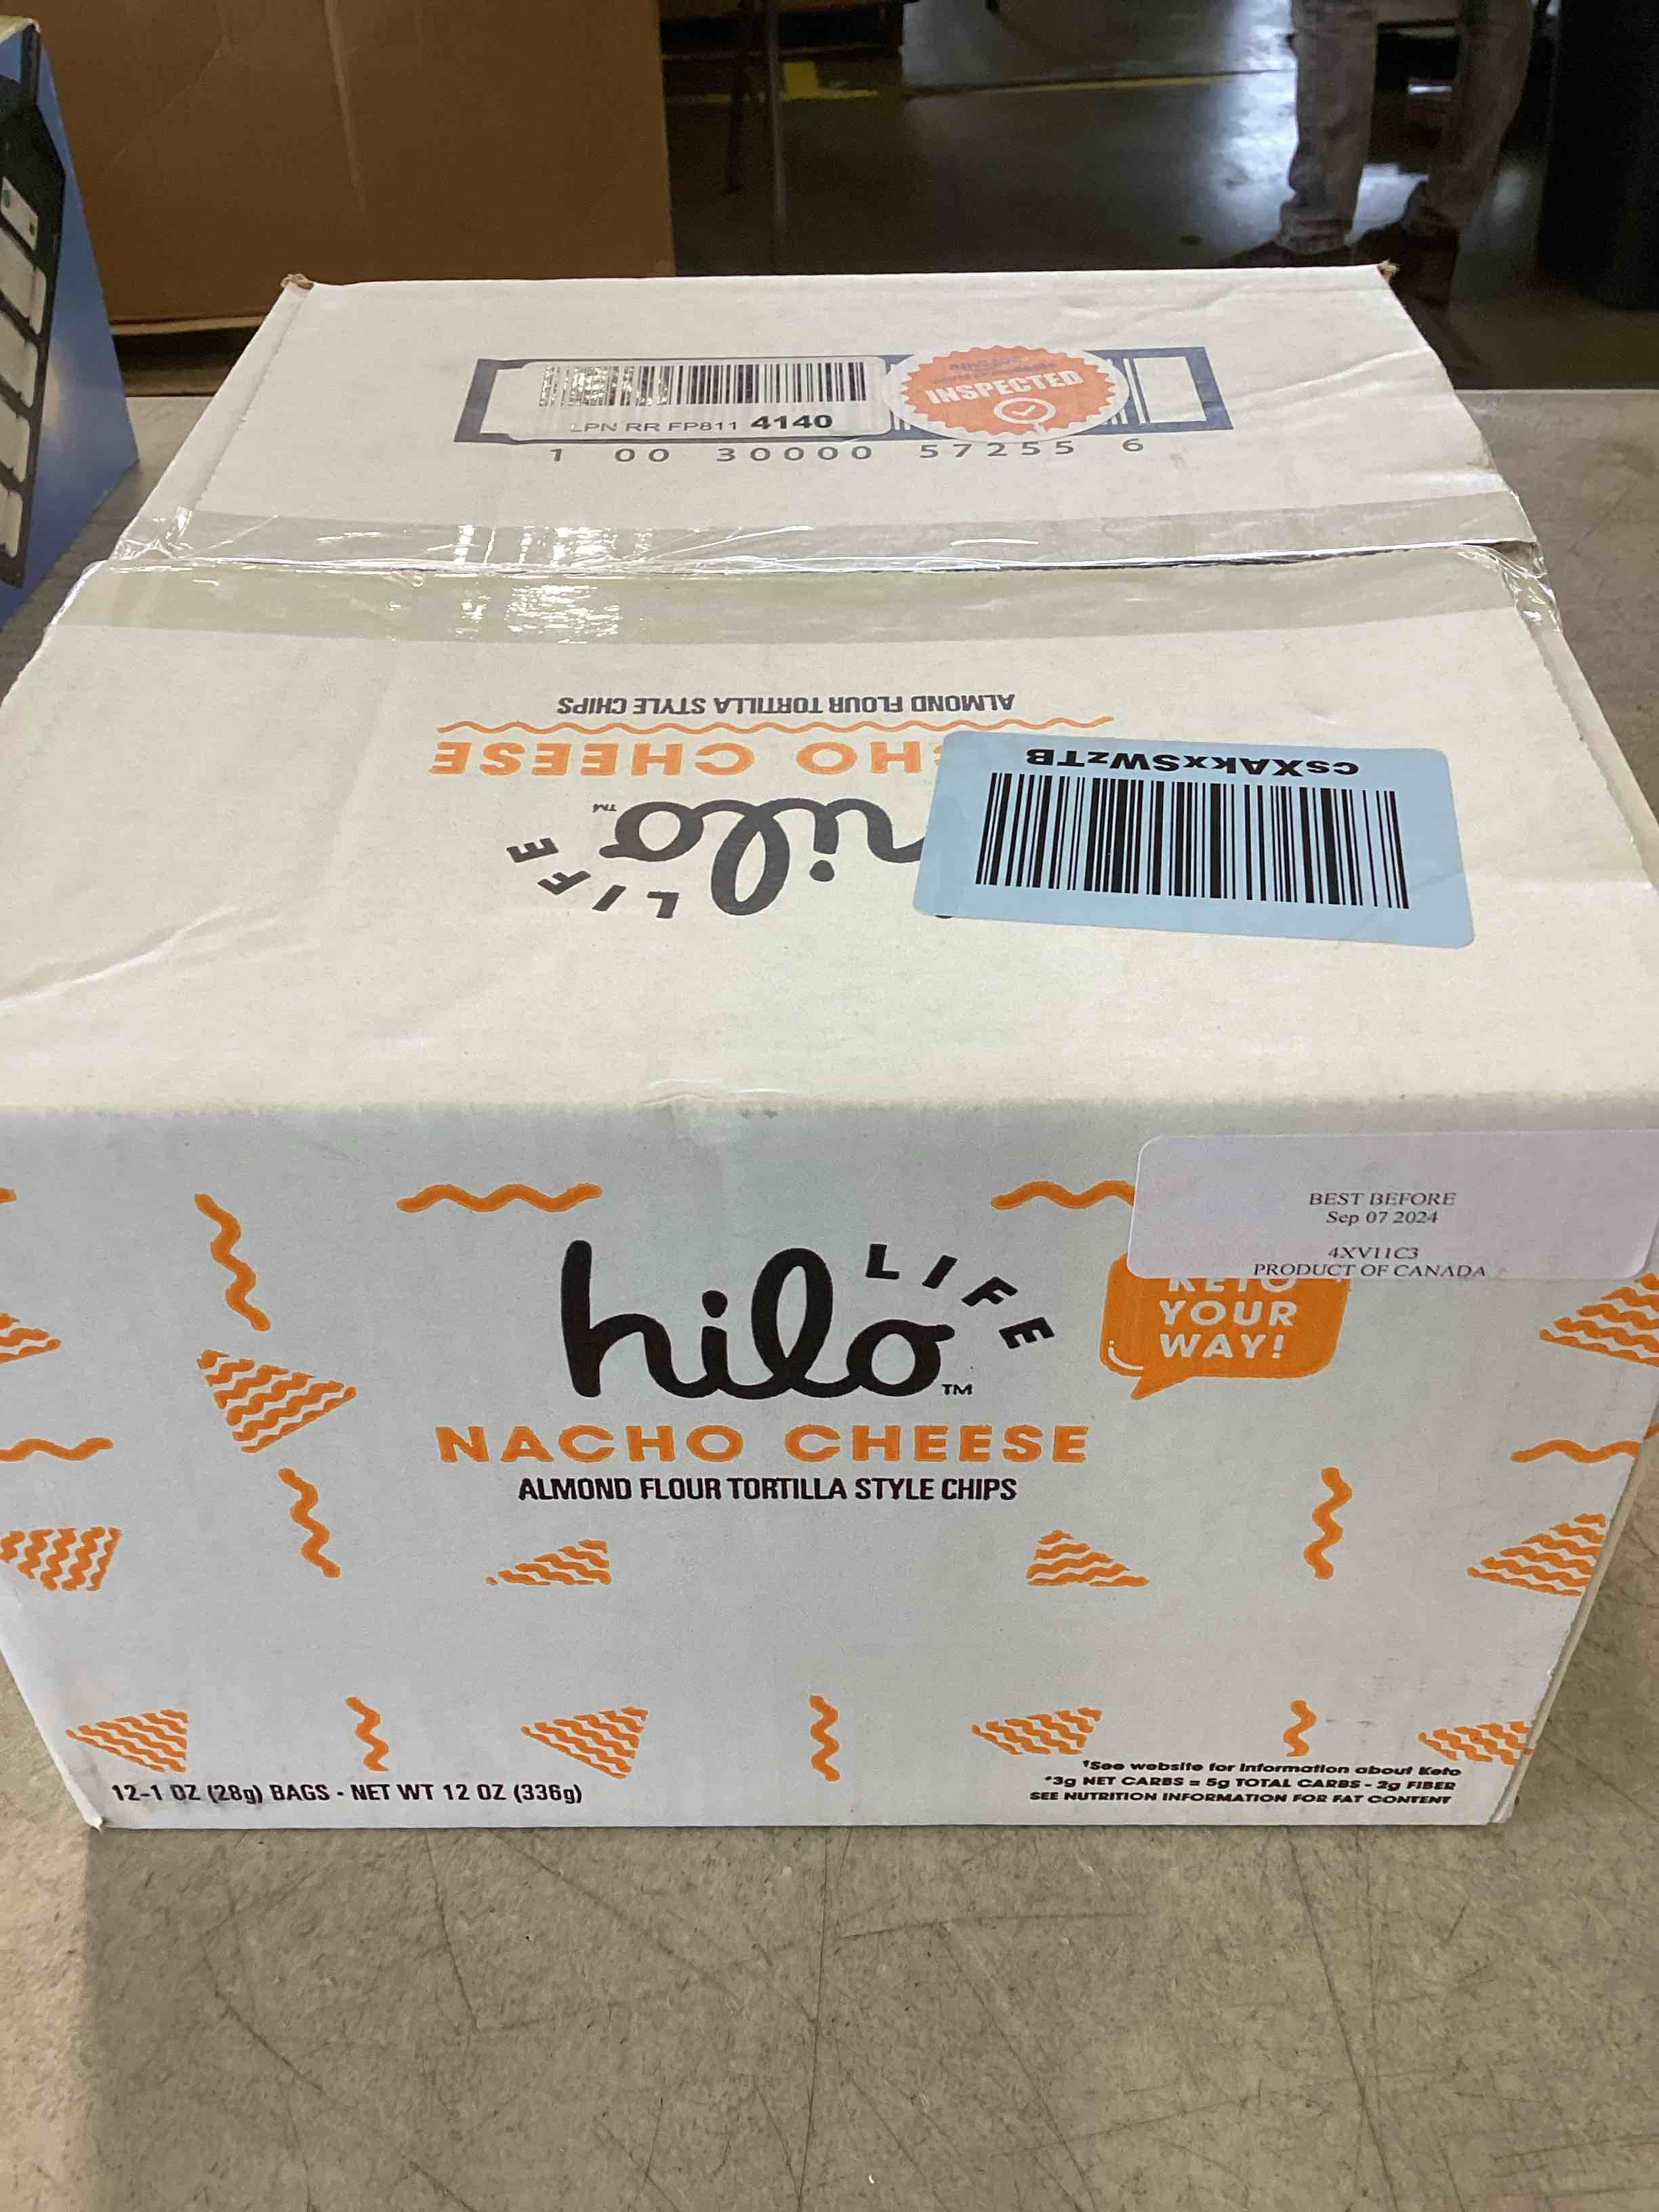 LPN RR FP811 4140
INSPECTED
1 00 30000 57255 6
ALMOND FLOUR TORTILLA STYLE CHIPS
CHO CHEESE
hilo LIFE™
csXAkxSWzTB
BEST BEFORE
Sep 07 2024
4XV11C3
PRODUCT OF CANADA
hilo LIFE™
KETO
YOUR
WAY!
NACHO CHEESE
ALMOND FLOUR TORTILLA STYLE CHIPS
12-1 OZ (28g) BAGS - NET WT 12 OZ (336g)
†See website for information about Keto
*3g NET CARBS = 5g TOTAL CARBS - 2g FIBER
SEE NUTRITION INFORMATION FOR FAT CONTENT